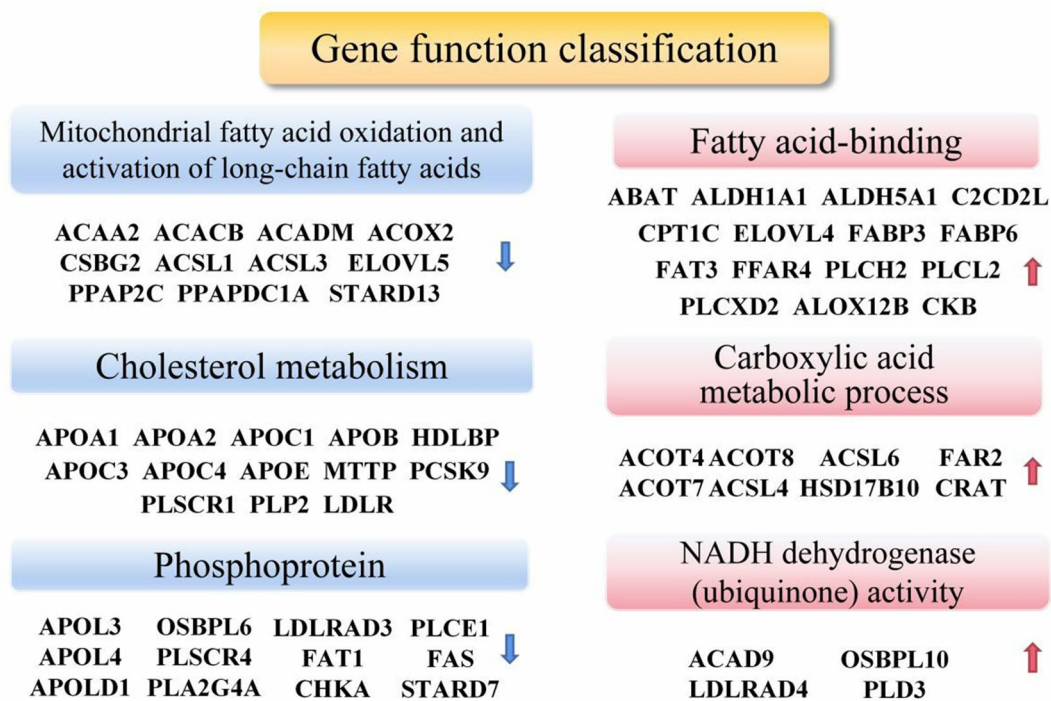 Gene function classification
Mitochondrial fatty acid oxidation and
activation of long-chain fatty acids
ACAA2 ACACB ACADM ACOX2
CSBG2 ACSL1 ACSL3 ELOVL5
PPAP2C PPAPDC1A STARD13
Cholesterol metabolism
APOA1 APOA2 APOC1 APOB HDLBP
APOC3 APOC4 APOE MTTP PCSK9
PLSCR1 PLP2 LDLR
Phosphoprotein
APOL3 OSBPL6 LDLRAD3 PLCE1
APOL4 PLSCR4 FAT1 FAS
APOLD1 PLA2G4A CHKA STARD7
Fatty acid-binding
ABAT ALDH1A1 ALDH5A1 C2CD2L
CPT1C ELOVL4 FABP3 FABP6
FAT3 FFAR4 PLCH2 PLCL2
PLCXD2 ALOX12B CKB
Carboxylic acid
metabolic process
ACOT4 ACOT8 ACSL6 FAR2
ACOT7 ACSL4 HSD17B10 CRAT
NADH dehydrogenase
(ubiquinone) activity
ACAD9 OSBPL10
LDLRAD4 PLD3